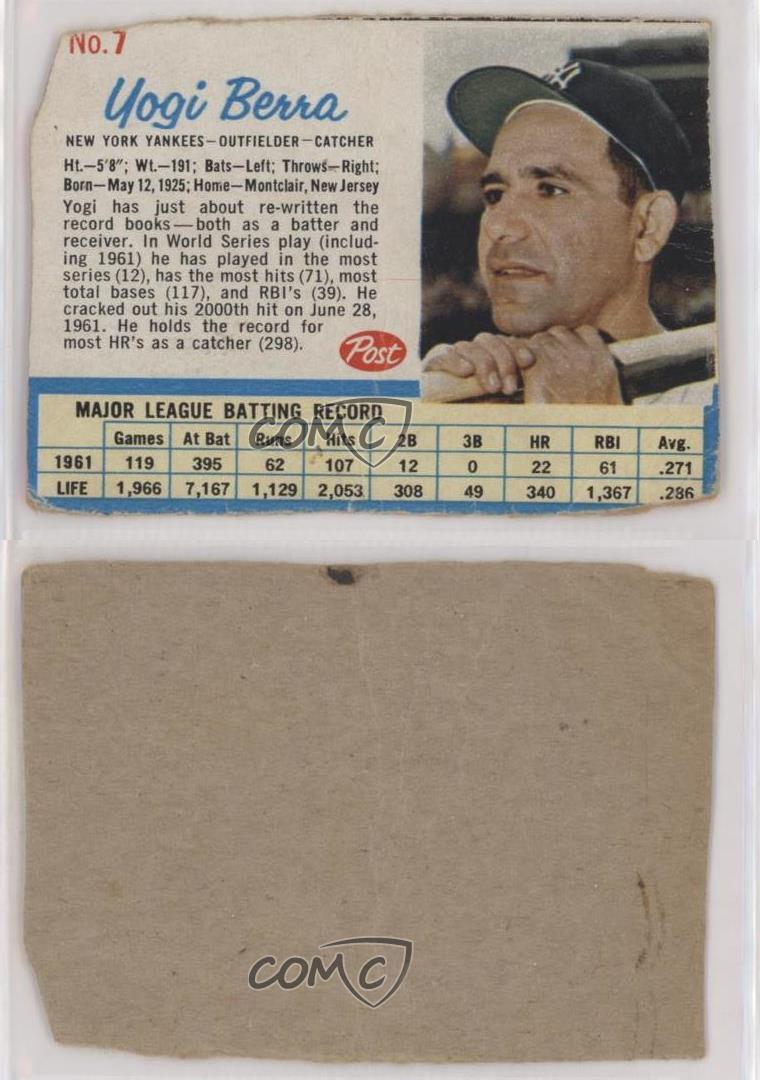 No. 7
Yogi Berra
NEW YORK YANKEES—OUTFIELDER—CATCHER
Ht.—5'8"; Wt.—191; Bats—Left; Throws—Right;
Born—May 12, 1925; Home—Montclair, New Jersey
Yogi has just about re-written the
record books—both as a batter and
receiver. In World Series play (includ-
ing 1961) he has played in the most
series (12), has the most hits (71), most
total bases (117), and RBI's (39). He
cracked out his 2000th hit on June 28,
1961. He holds the record for
most HR's as a catcher (298).
Post
MAJOR LEAGUE BATTING RECORD
Games At Bat Runs Hits 2B 3B HR RBI Avg.
1961 119 395 62 107 12 0 22 61 .271
LIFE 1,966 7,167 1,129 2,053 308 49 340 1,367 .286
COMC
COMC